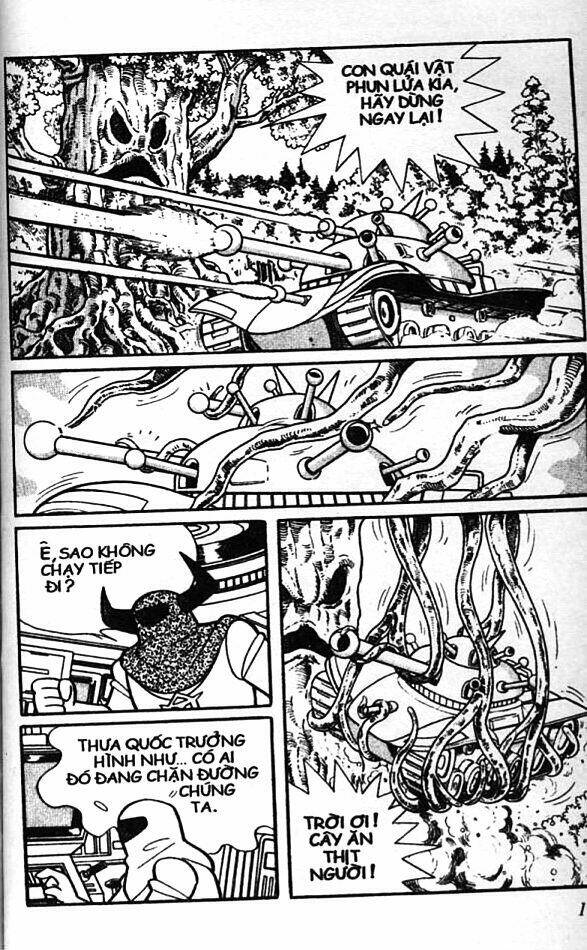 CON QUÁI VẬT
PHUN LỬA KIA,
HÃY DỪNG
NGAY LẠI!
Ê, SAO KHÔNG
CHẠY TIẾP
ĐI?
THƯA QUỐC TRƯỞNG
HÌNH NHƯ... CÓ AI
ĐÓ ĐANG CHẶN ĐƯỜNG
CHÚNG
TA.
TRỜI ƠI!
CÂY ĂN
THỊT
NGƯỜI!
1